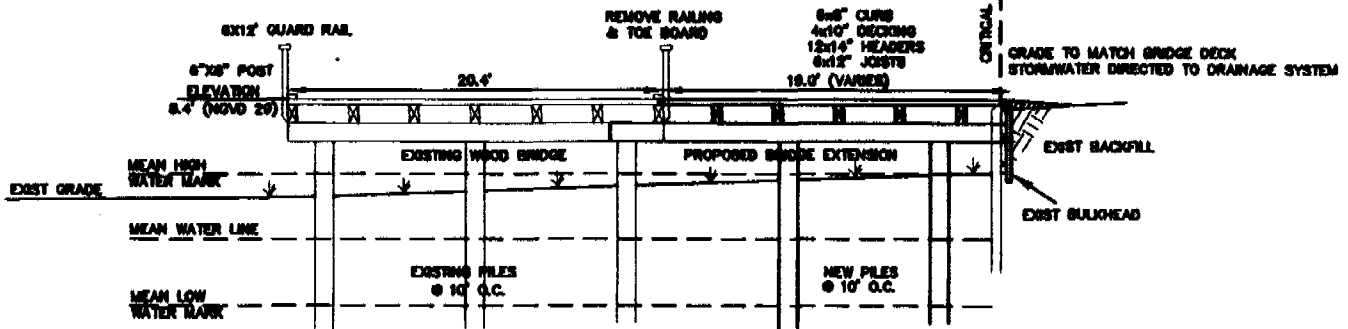 6X12" GUARD RAIL
REMOVE RAILING
& TOE BOARD
6x6" CURB
4x10" DECKING
12x14" HEADERS
6x12" JOISTS
CRITICAL
GRADE TO MATCH BRIDGE DECK
STORMWATER DIRECTED TO DRAINAGE SYSTEM
6"X6" POST
ELEVATION
8.4' (NGVD 29)
20.4'
19.0' (VARIES)
EXISTING WOOD BRIDGE
PROPOSED BRIDGE EXTENSION
EXIST BACKFILL
MEAN HIGH
WATER MARK
EXIST GRADE
EXIST BULKHEAD
MEAN WATER LINE
EXISTING PILES
@ 10' O.C.
NEW PILES
@ 10' O.C.
MEAN LOW
WATER MARK